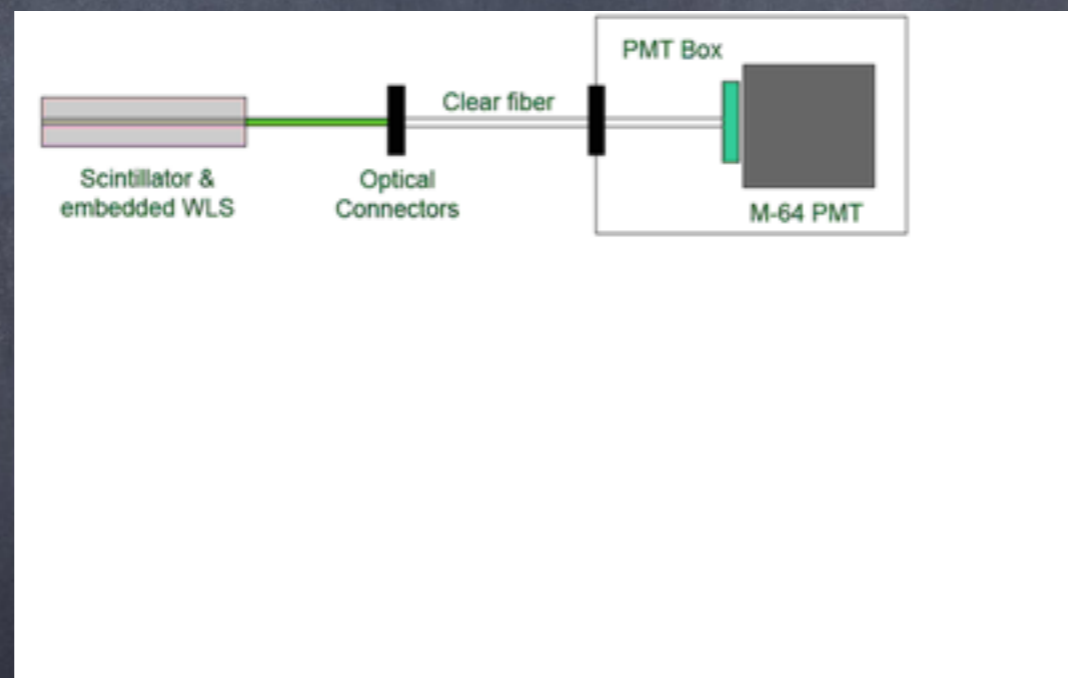 PMT Box
Clear fiber
Scintillator &
embedded WLS
Optical
Connectors
M-64 PMT